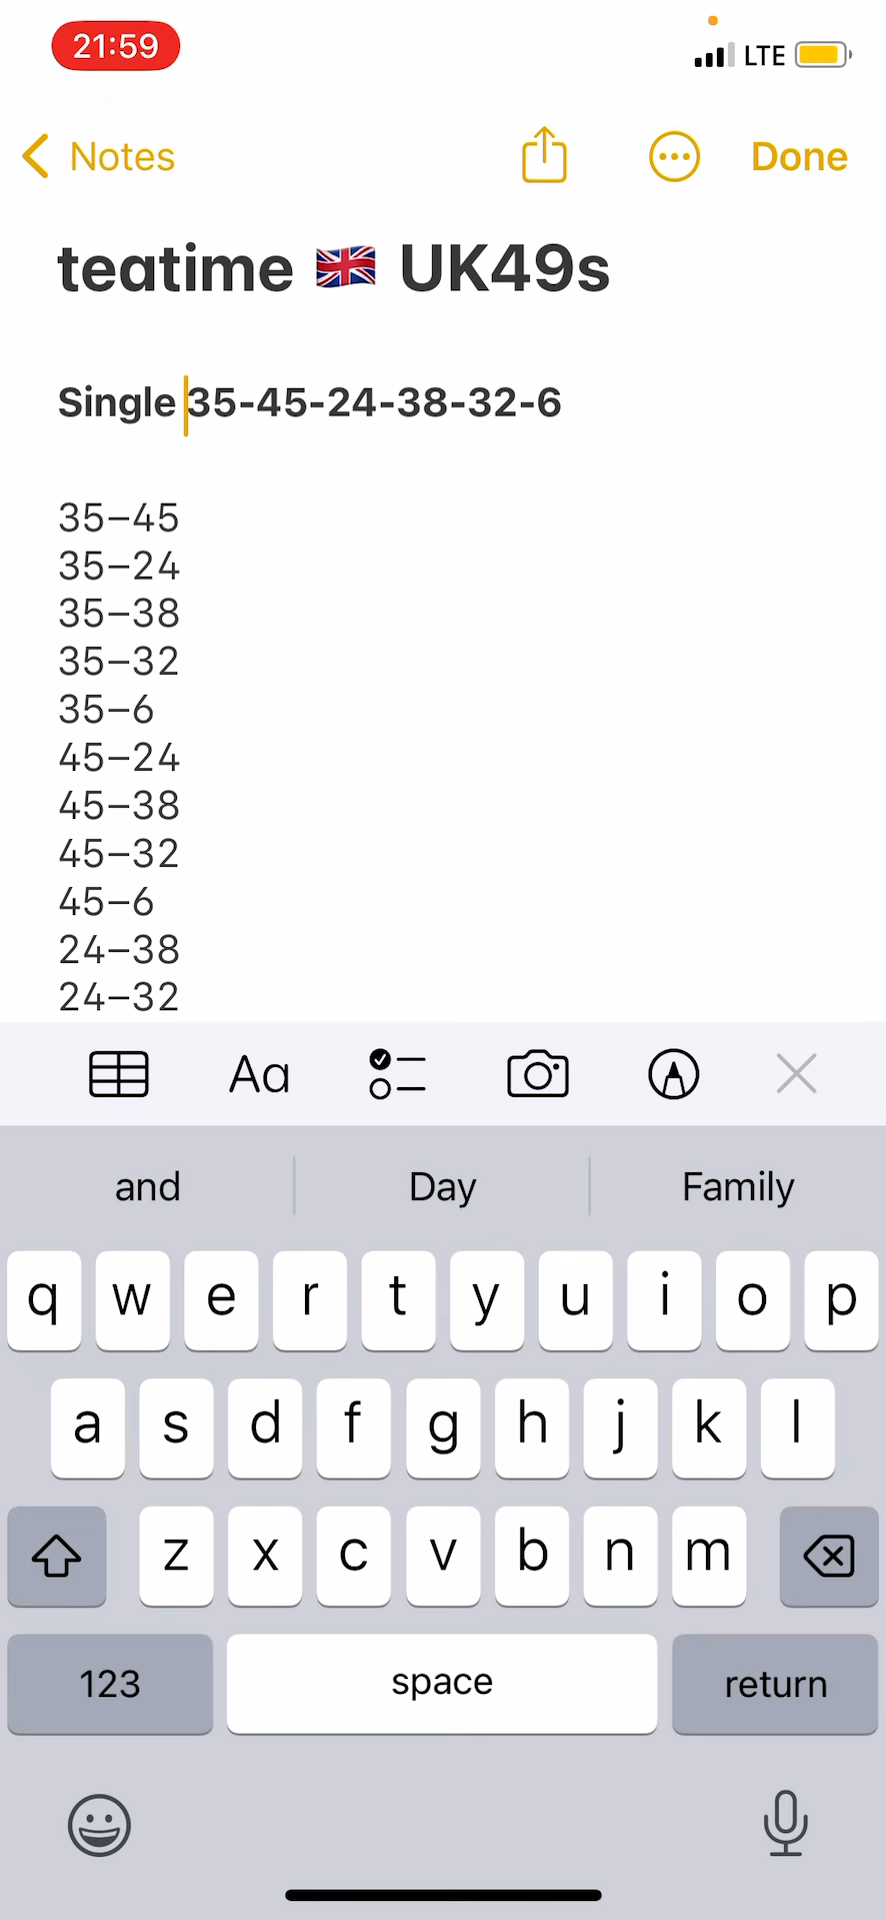 21:59
LTE
Notes
Done
teatime 🇬🇧 UK49s
Single 35-45-24-38-32-6
35–45
35–24
35–38
35–32
35–6
45–24
45–38
45–32
45–6
24–38
24–32
Aa
and Day Family
q w e r t y u i o p
a s d f g h j k l
z x c v b n m
123 space return